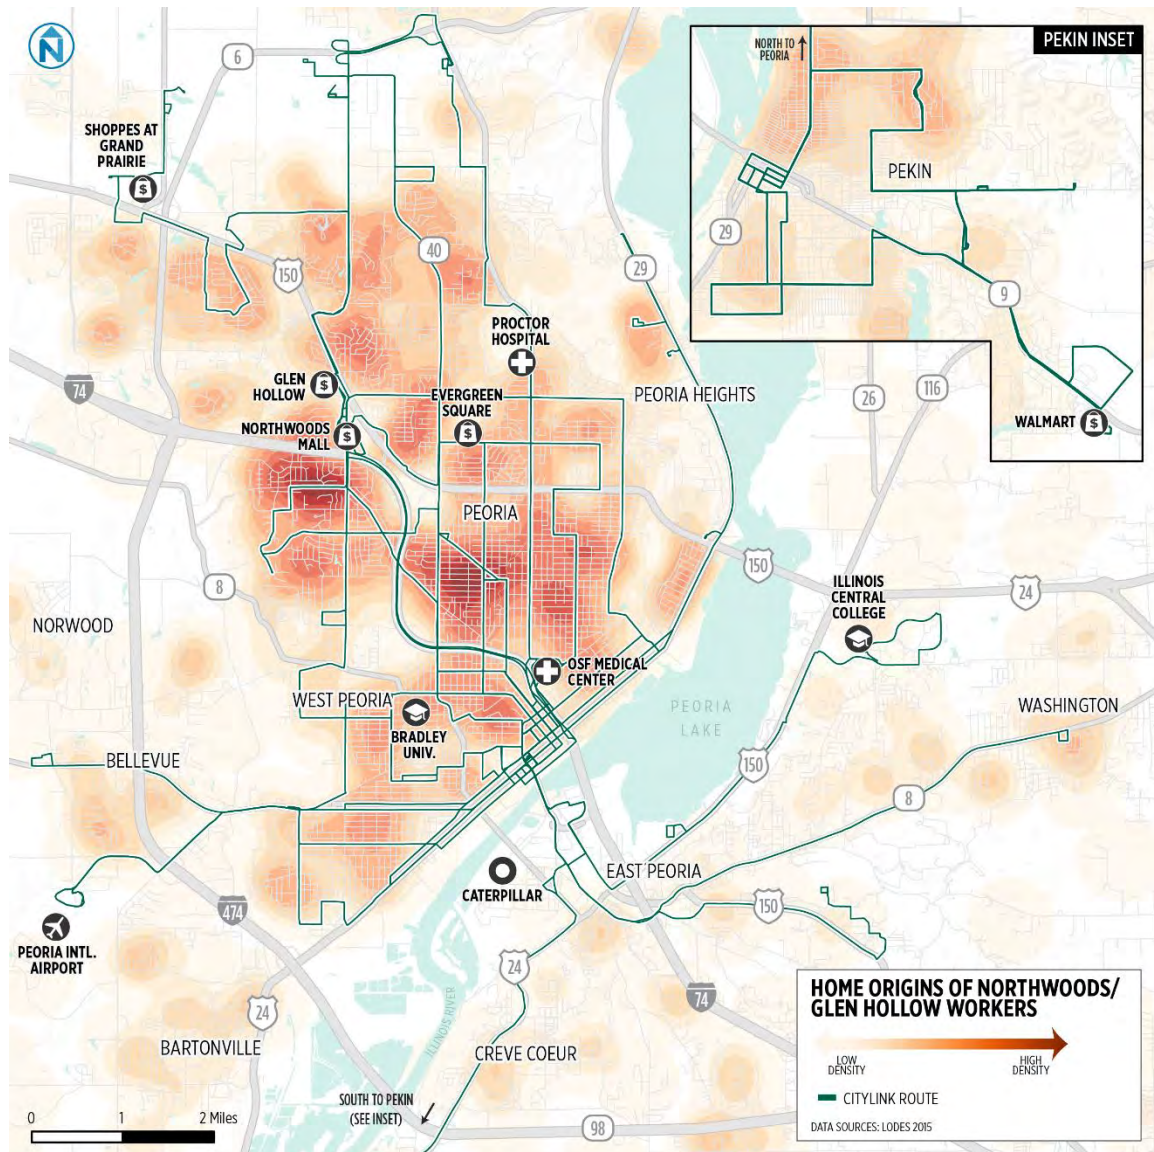 N
6
SHOPPES AT
GRAND
PRAIRIE
$
150
40
29
PROCTOR
HOSPITAL
GLEN
HOLLOW
$
74
EVERGREEN
SQUARE
$
NORTHWOODS
MALL
$
PEORIA HEIGHTS
26
116
PEORIA
150
8
ILLINOIS
CENTRAL
COLLEGE
24
NORWOOD
OSF MEDICAL
CENTER
WEST PEORIA
BRADLEY
UNIV.
PEORIA
LAKE
WASHINGTON
BELLEVUE
150
8
EAST PEORIA
CATERPILLAR
150
474
PEORIA INTL.
AIRPORT
24
24
74
ILLINOIS RIVER
BARTONVILLE
CREVE COEUR
SOUTH TO PEKIN
(SEE INSET)
98
0
1
2 Miles
PEKIN INSET
NORTH TO
PEORIA
PEKIN
29
9
WALMART
$
HOME ORIGINS OF NORTHWOODS/
GLEN HOLLOW WORKERS
LOW
DENSITY
HIGH
DENSITY
CITYLINK ROUTE
DATA SOURCES: LODES 2015